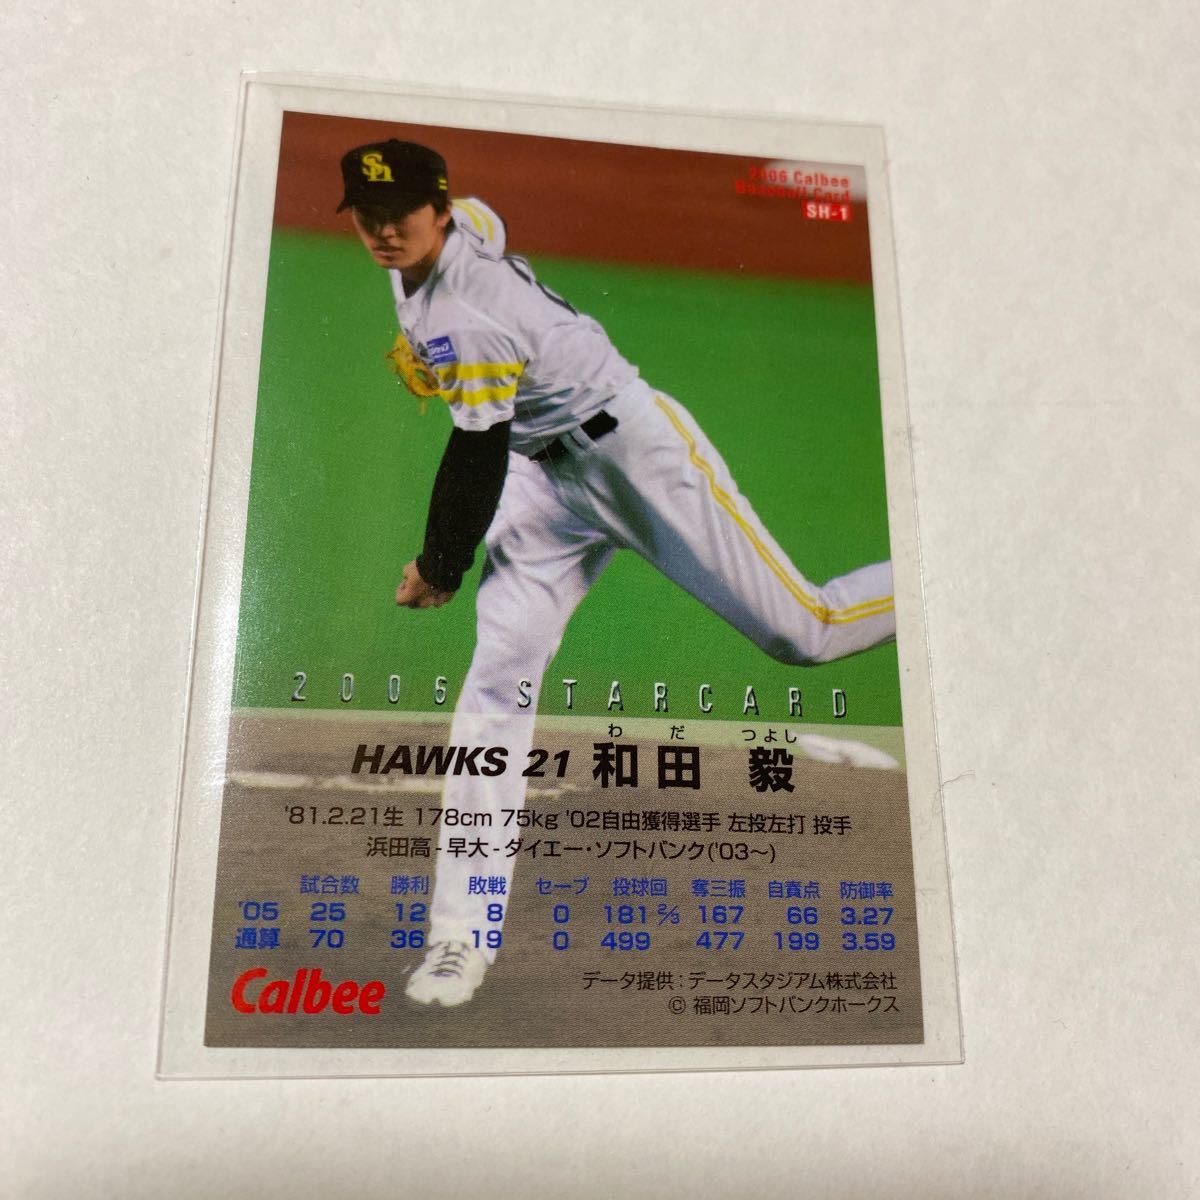 SH
2006 Calbee
Baseball Card
SH-1
2006 STARCARD
わだ つよし
HAWKS 21 和田 毅
'81.2.21生 178cm 75kg '02自由獲得選手 左投左打 投手
浜田高-早大-ダイエー・ソフトバンク('03〜)
試合数 勝利 敗戦 セーブ 投球回 奪三振 自責点 防御率
'05 25 12 8 0 181 2/3 167 66 3.27
通算 70 36 19 0 499 477 199 3.59
Calbee
データ提供：データスタジアム株式会社
© 福岡ソフトバンクホークス